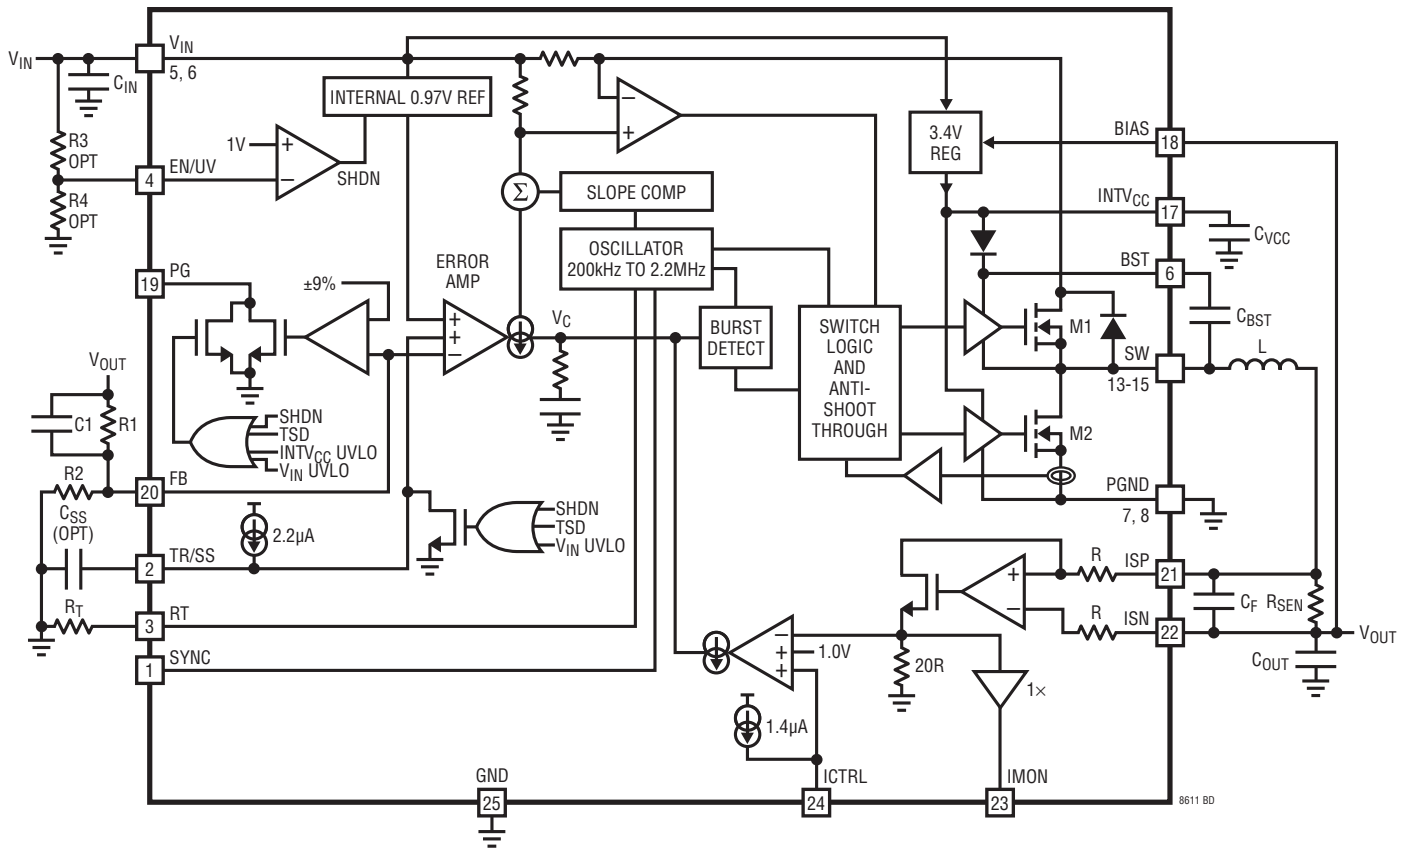 VIN
VIN
5, 6
CIN
INTERNAL 0.97V REF
R3
OPT
1V
+
−
SHDN
EN/UV
4
R4
OPT
−
+
3.4V
REG
BIAS
18
Σ
SLOPE COMP
INTVCC
17
CVCC
OSCILLATOR
200kHz TO 2.2MHz
PG
19
±9%
ERROR
AMP
BST
6
CBST
+
+
−
VC
BURST
DETECT
SWITCH
LOGIC
AND
ANTI-
SHOOT
THROUGH
M1
SW
13-15
L
VOUT
C1
R1
SHDN
TSD
INTVCC UVLO
VIN UVLO
M2
R2
FB
20
PGND
7, 8
CSS
(OPT)
2.2µA
SHDN
TSD
VIN UVLO
TR/SS
2
+
−
R
ISP
21
CF
RSEN
RT
RT
3
R
ISN
22
VOUT
SYNC
1
−
+
+
1.0V
20R
1×
COUT
1.4µA
GND
25
ICTRL
24
IMON
23
8611 BD